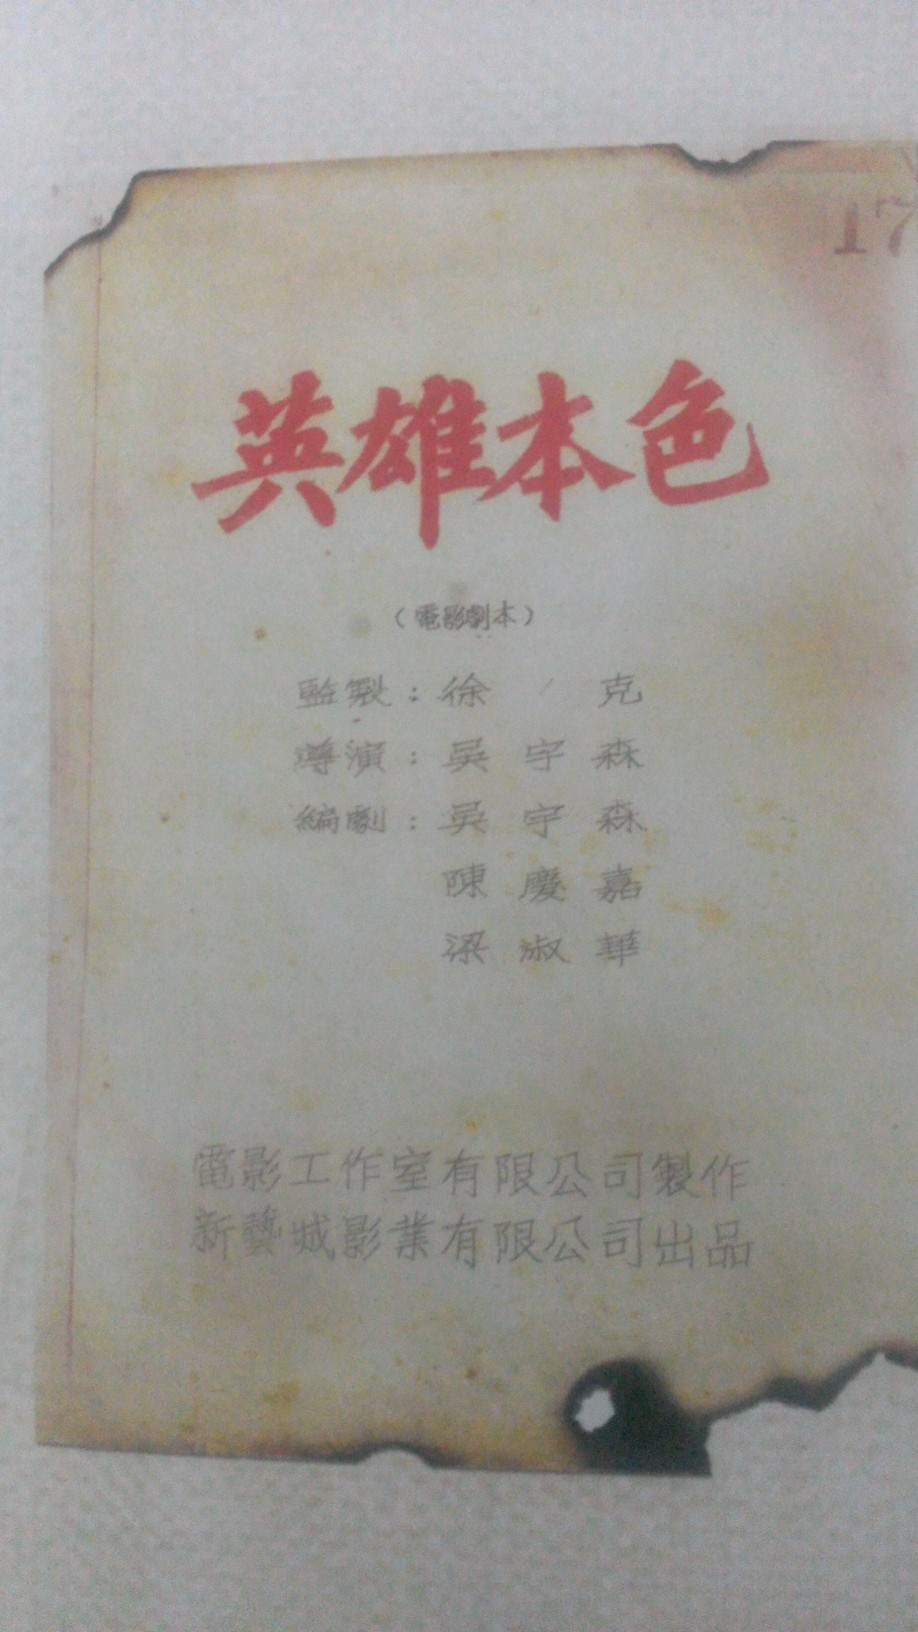 17
英雄本色
（電影劇本）
監製：徐克
導演：吳宇森
編劇：吳宇森
陳慶嘉
梁淑華
電影工作室有限公司製作
新藝城影業有限公司出品